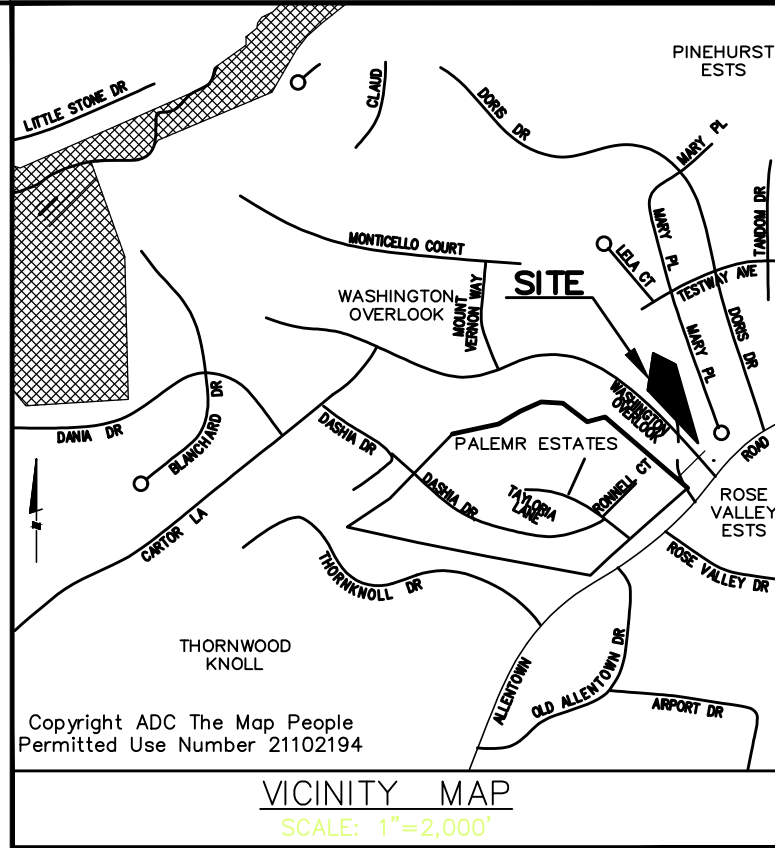 PINEHURST
ESTS
LITTLE STONE DR
CLAUD
DORIS DR
MARY PL
TANDOM DR
MARY PL
MONTICELLO COURT
LELA CT
TESTWAY AVE
SITE
WASHINGTON
OVERLOOK
MOUNT
VERNON WAY
DORIS DR
MARY PL
WASHINGTON
OVERLOOK
DANIA DR
BLANCHARD DR
DASHIA DR
PALEMR ESTATES
ROAD
DASHIA DR
TAYLORIA
LANE
RONNELL CT
ROSE
VALLEY
ESTS
CARTOR LA
THORNKNOLL DR
ROSE VALLEY DR
THORNWOOD
KNOLL
ALLENTOWN
OLD ALLENTOWN DR
ARPORT DR
Copyright ADC The Map People
Permitted Use Number 21102194
VICINITY MAP
SCALE: 1"=2,000'